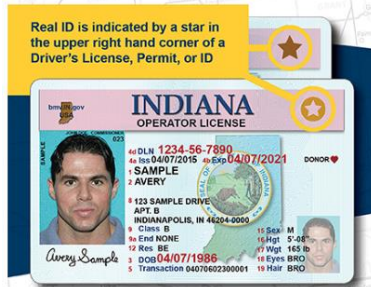 Real ID is indicated by a star in
the upper right hand corner of a
Driver's License, Permit, or ID
bmv.IN.gov
USA
INDIANA
OPERATOR LICENSE
023
SAMPLE
4d DLN 1234-56-7890
4a Iss 04/07/2015 4b Exp 04/07/2021 DONOR
1 SAMPLE
2 AVERY
8 123 SAMPLE DRIVE
APT. B
INDIANAPOLIS, IN 46204-0000
9 Class B 15 Sex M
9a End NONE 16 Hgt 5'-08"
12 Res BE 17 Wgt 165 lb
3 DOB 04/07/1986 18 Eyes BRO
5 Transaction 04070602300001 19 Hair BRO
Avery Sample